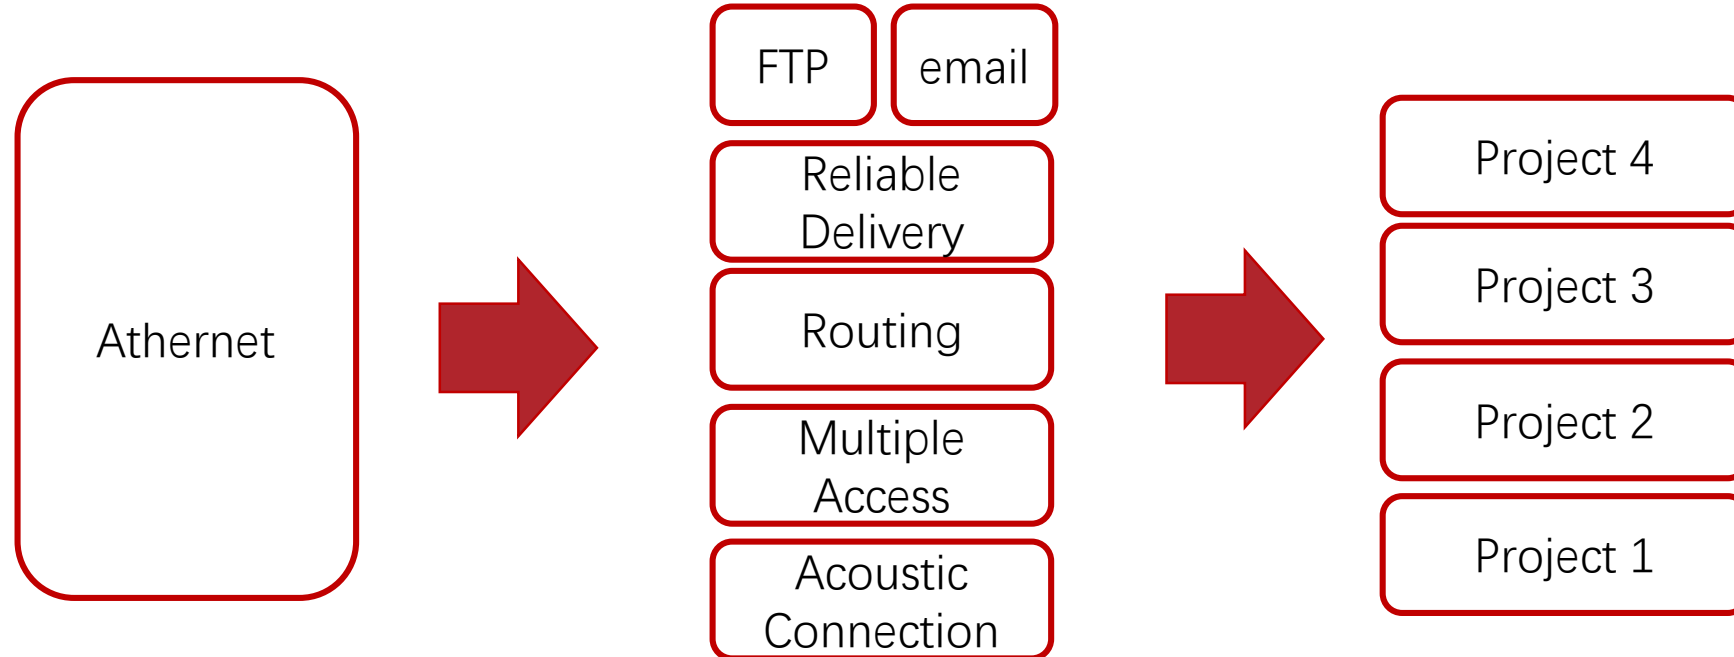 Athernet
FTP
email
Reliable
Delivery
Routing
Multiple
Access
Acoustic
Connection
Project 4
Project 3
Project 2
Project 1